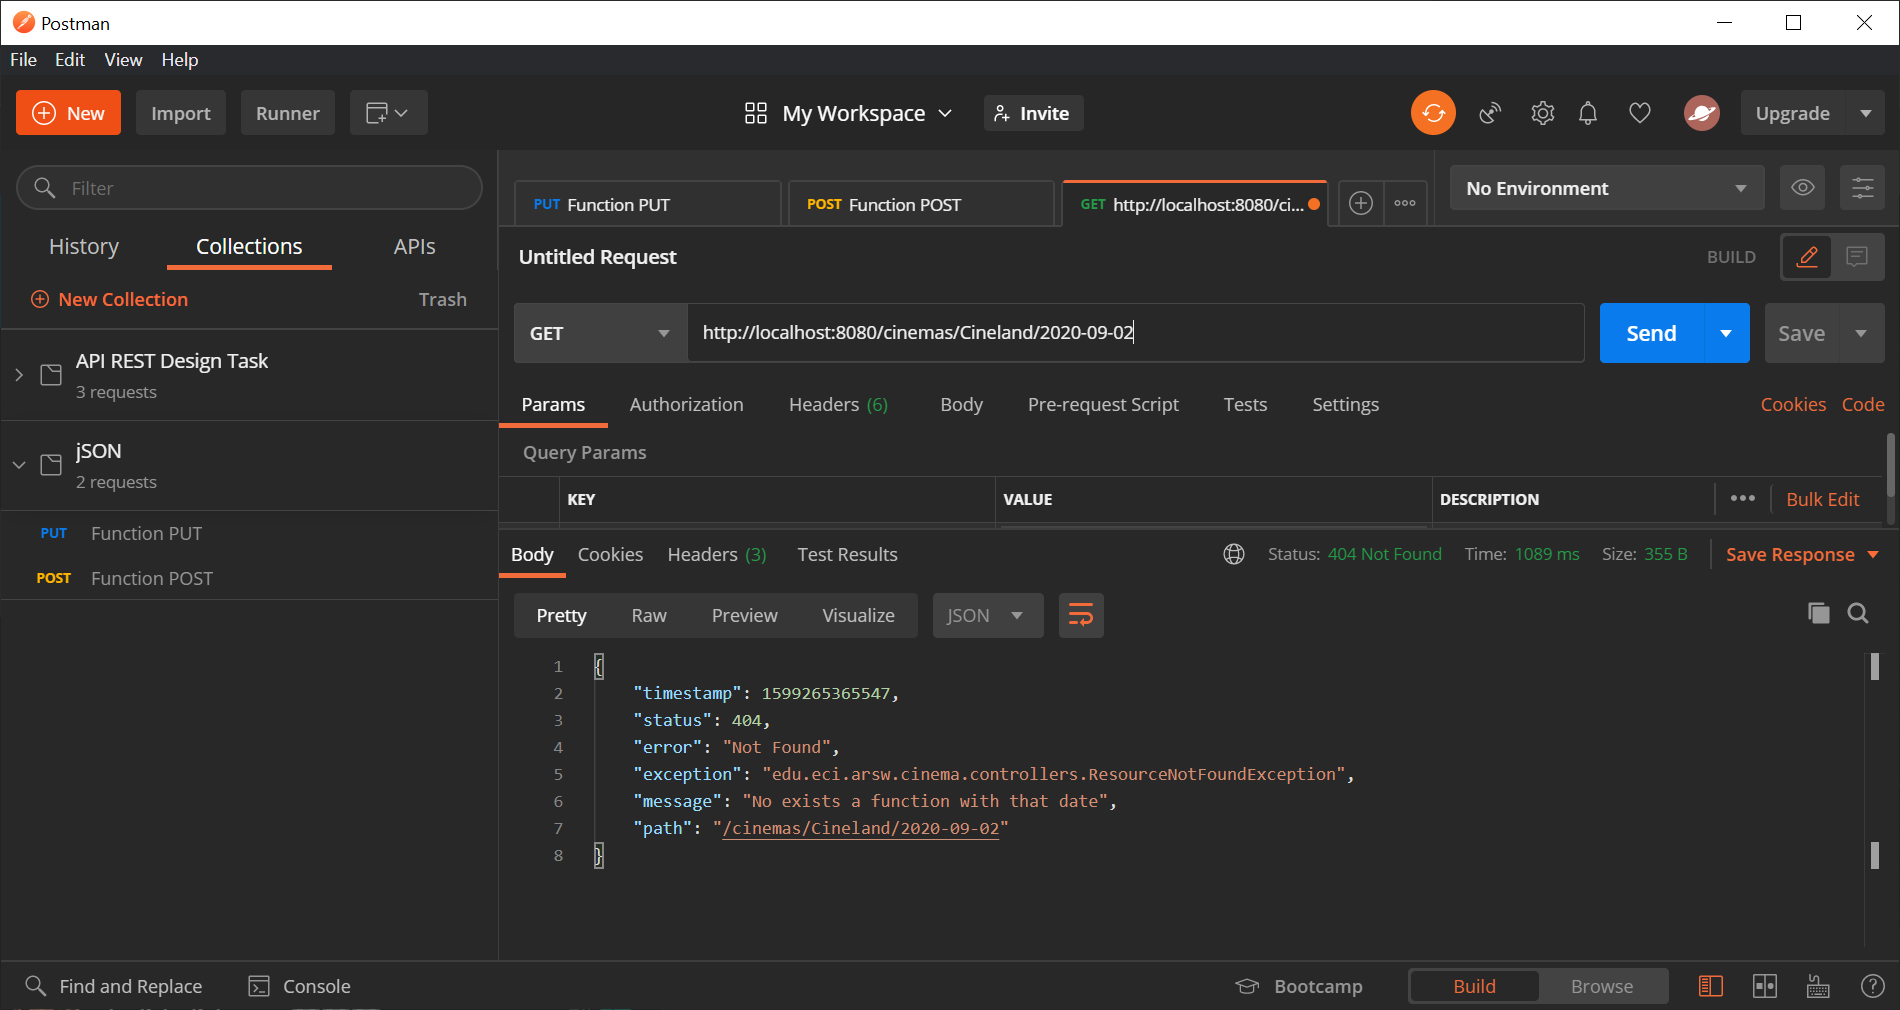 Postman
File Edit View Help
New Import Runner My Workspace Invite Upgrade
Filter
History Collections APIs
New Collection Trash
API REST Design Task
3 requests
jSON
2 requests
PUT Function PUT
POST Function POST
PUT Function PUT POST Function POST GET http://localhost:8080/ci... No Environment
Untitled Request BUILD
GET http://localhost:8080/cinemas/Cineland/2020-09-02 Send Save
Params Authorization Headers (6) Body Pre-request Script Tests Settings Cookies Code
Query Params
KEY VALUE DESCRIPTION Bulk Edit
Body Cookies Headers (3) Test Results Status: 404 Not Found Time: 1089 ms Size: 355 B Save Response
Pretty Raw Preview Visualize JSON
1 {
2 "timestamp": 1599265365547,
3 "status": 404,
4 "error": "Not Found",
5 "exception": "edu.eci.arsw.cinema.controllers.ResourceNotFoundException",
6 "message": "No exists a function with that date",
7 "path": "/cinemas/Cineland/2020-09-02"
8 }
Find and Replace Console Bootcamp Build Browse